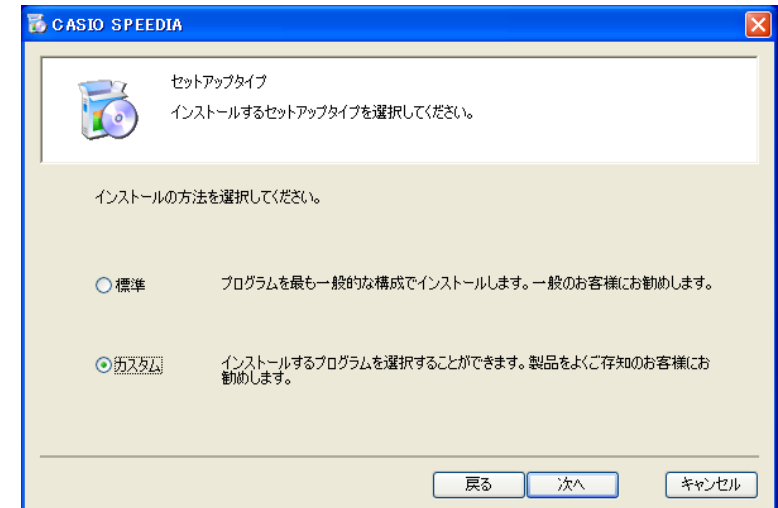 CASIO SPEEDIA
セットアップタイプ
インストールするセットアップタイプを選択してください。
インストールの方法を選択してください。
標準
プログラムを最も一般的な構成でインストールします。一般のお客様にお勧めします。
カスタム
インストールするプログラムを選択することができます。製品をよくご存知のお客様にお
勧めします。
戻る
次へ
キャンセル